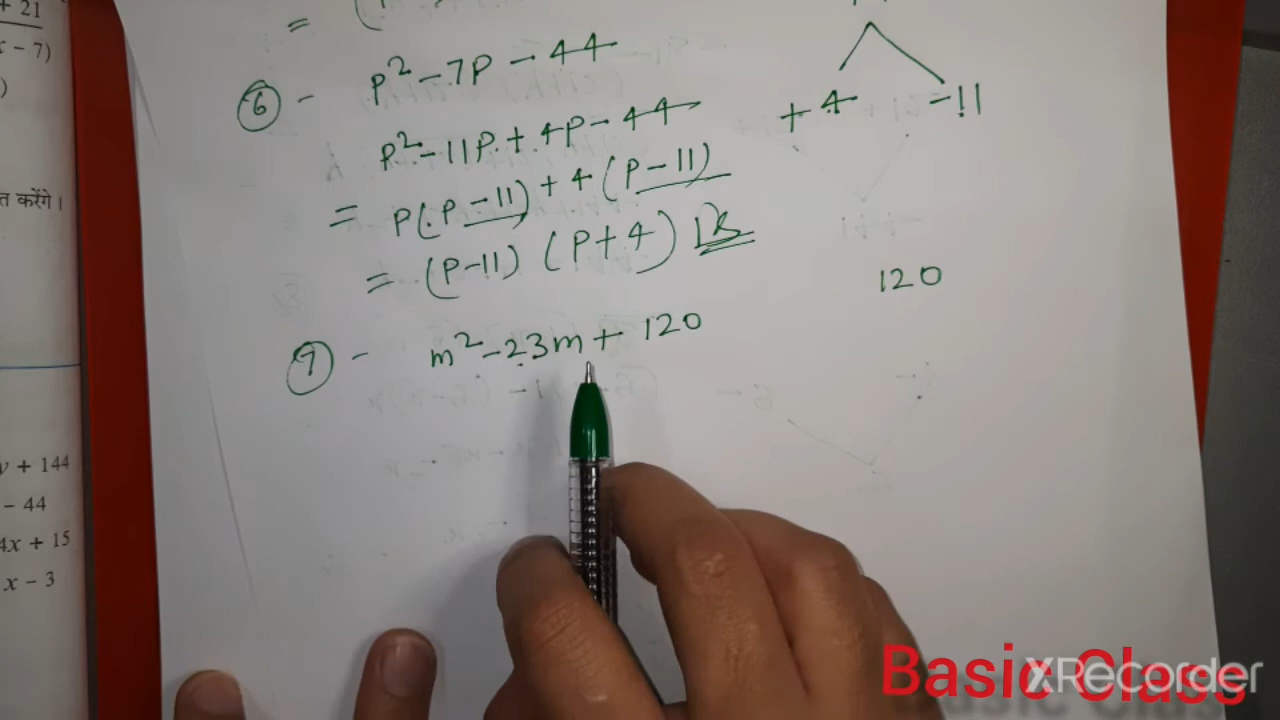 + 21
x - 7)
)
=
⑥ - p² - 7p - 44
p² - 11p + 4p - 44
+4 -11
= p(p - 11) + 4(p - 11)
= (p - 11) (p + 4)
120
⑦ - m² - 23m + 120
त करेंगे।
y + 144
- 44
4x + 15
x - 3
Basic Class
XRecorder